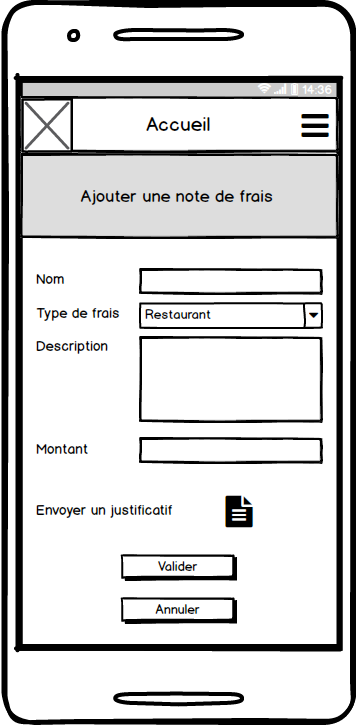 14:36
Accueil
Ajouter une note de frais
Nom
Type de frais Restaurant
Description
Montant
Envoyer un justificatif
Valider
Annuler